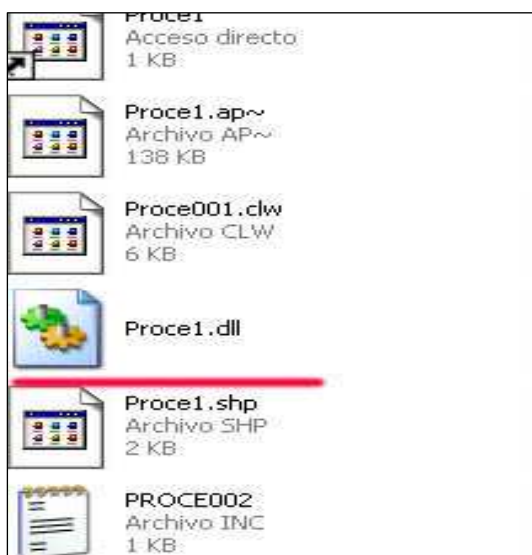 Proce1
Acceso directo
1 KB
Proce1.ap~
Archivo AP~
138 KB
Proce001.clw
Archivo CLW
6 KB
Proce1.dll
Proce1.shp
Archivo SHP
2 KB
PROCE002
Archivo INC
1 KB